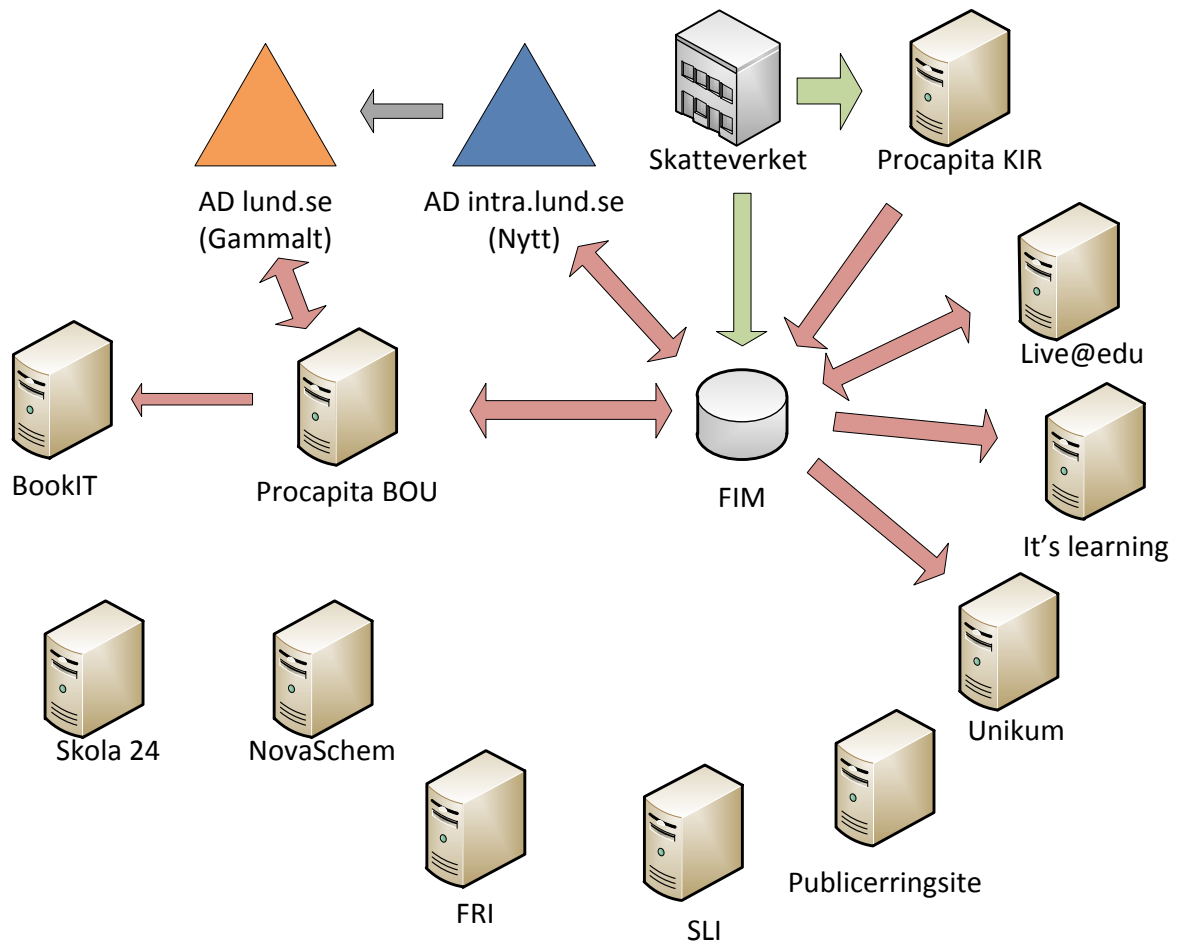 Skatteverket
Procapita KIR
AD lund.se
(Gammalt)
AD intra.lund.se
(Nytt)
Live@edu
BookIT
Procapita BOU
FIM
It’s learning
Unikum
Skola 24
NovaSchem
Publicerringsite
FRI
SLI